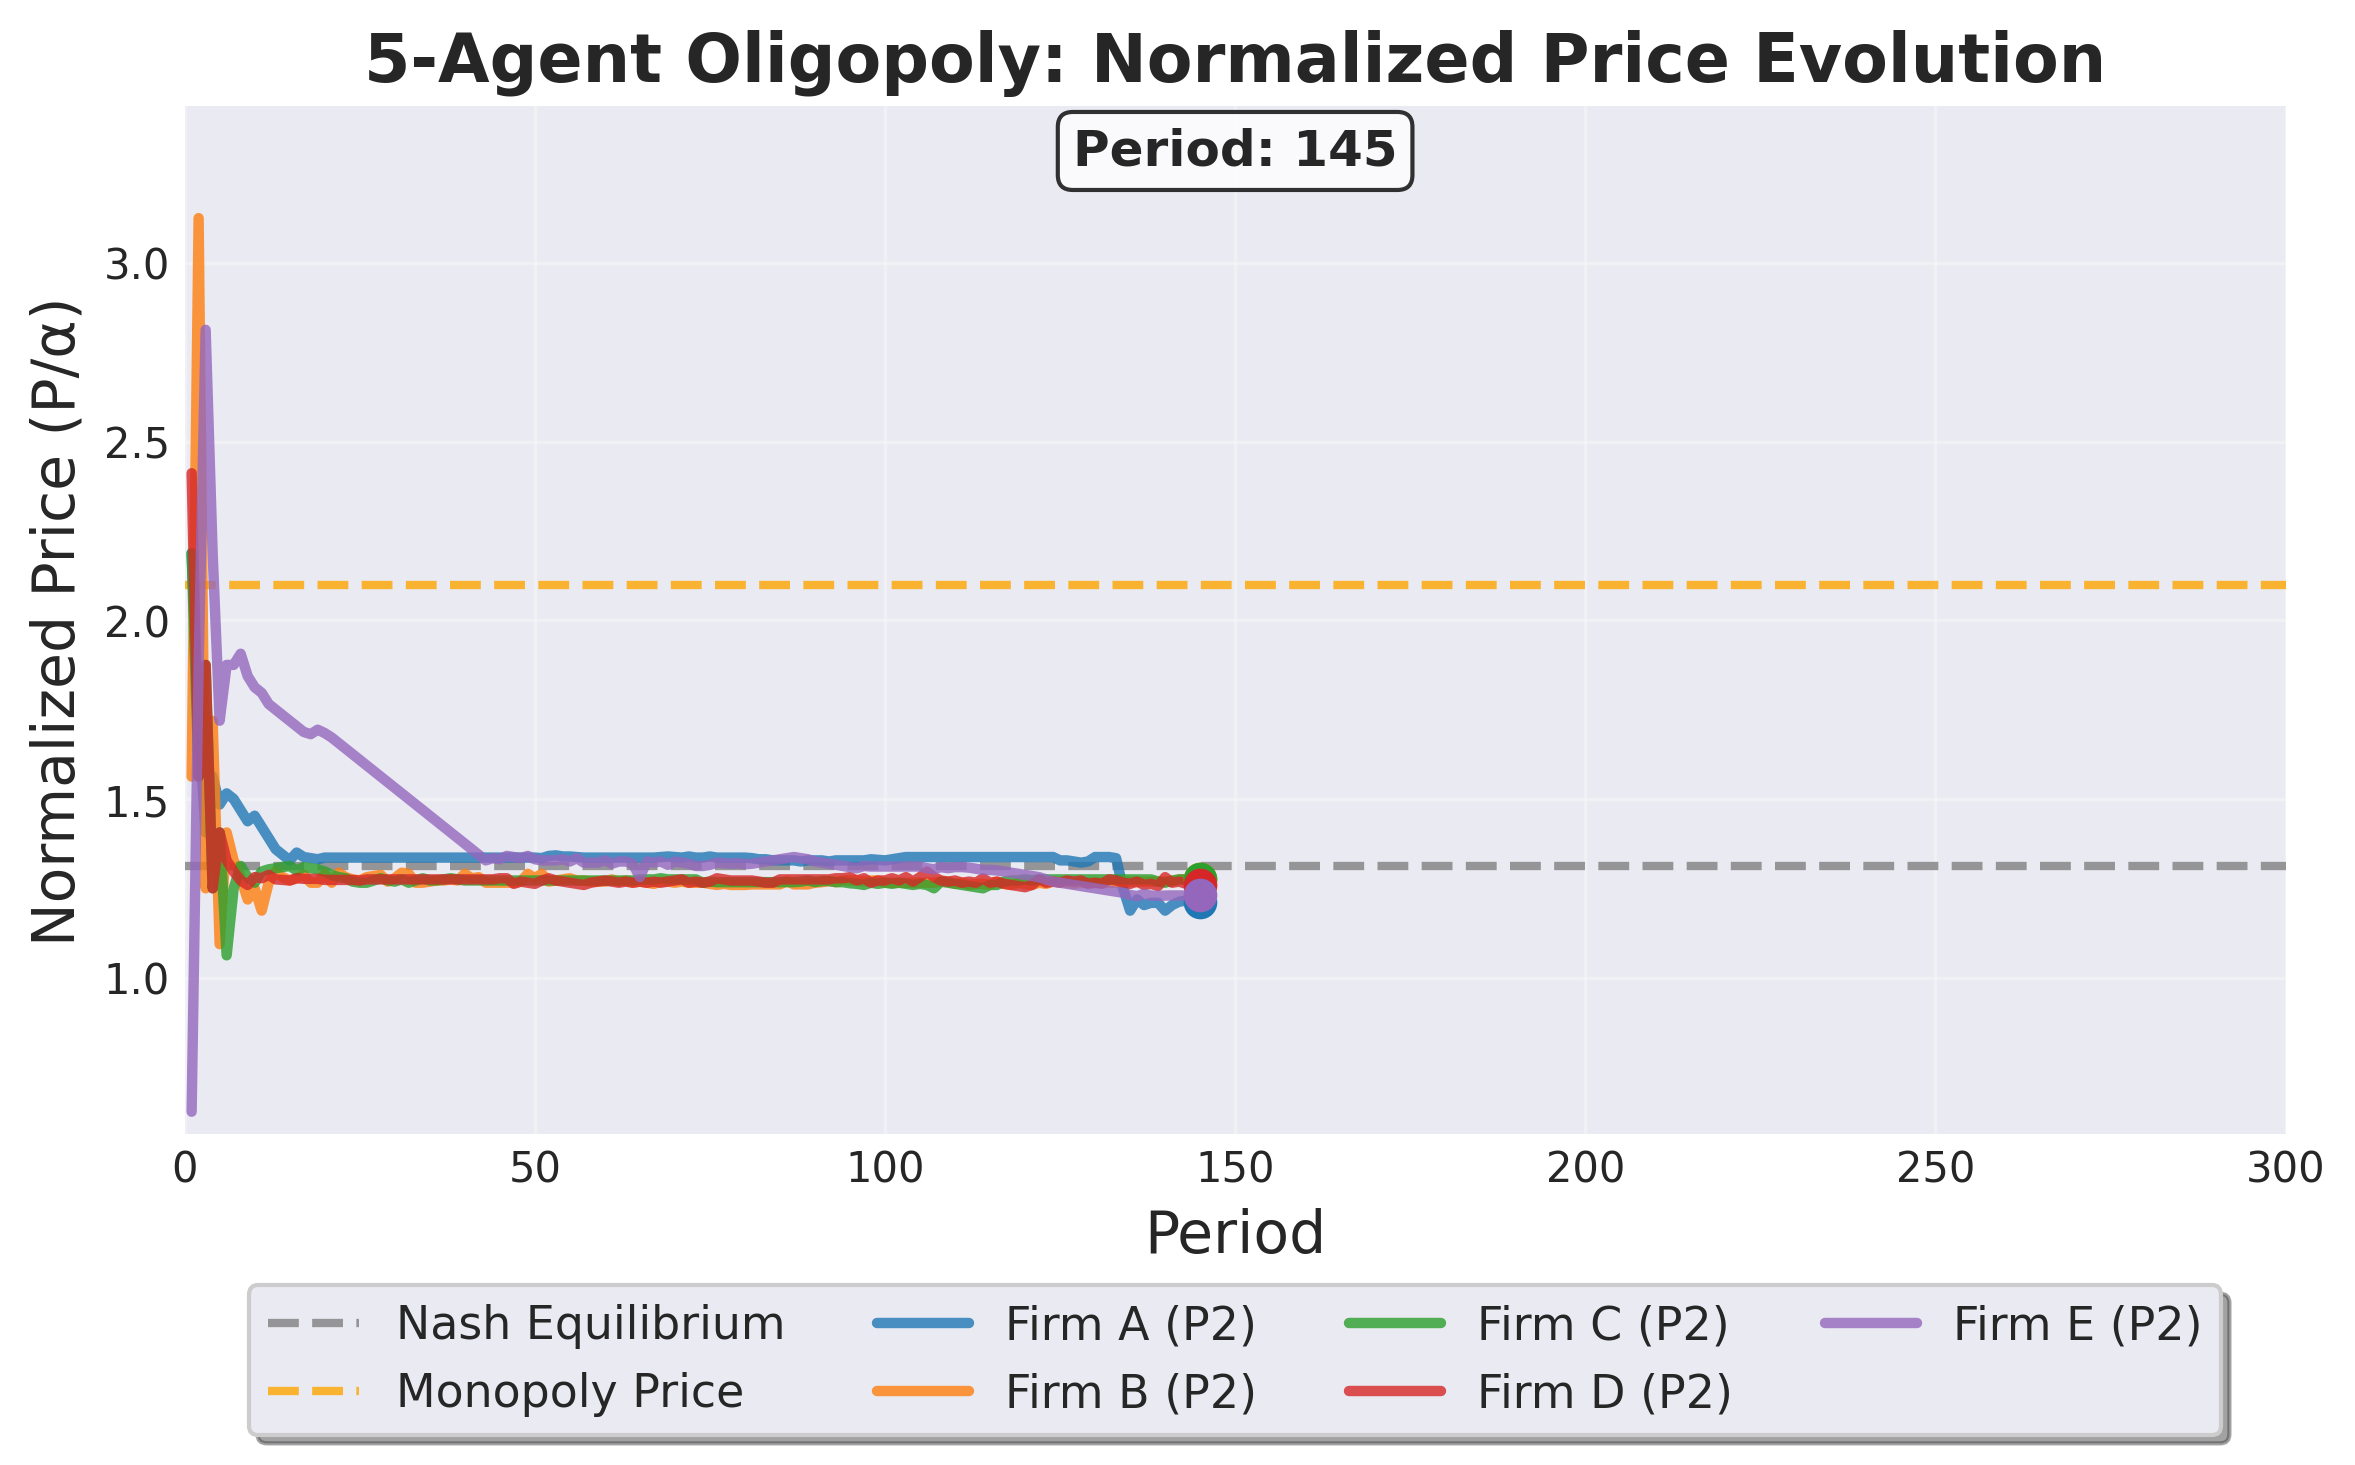 5-Agent Oligopoly: Normalized Price Evolution
Period: 145
Normalized Price (P/α)
3.0
2.5
2.0
1.5
1.0
0 50 100 150 200 250 300
Period
Nash Equilibrium Firm A (P2) Firm C (P2) Firm E (P2)
Monopoly Price Firm B (P2) Firm D (P2)